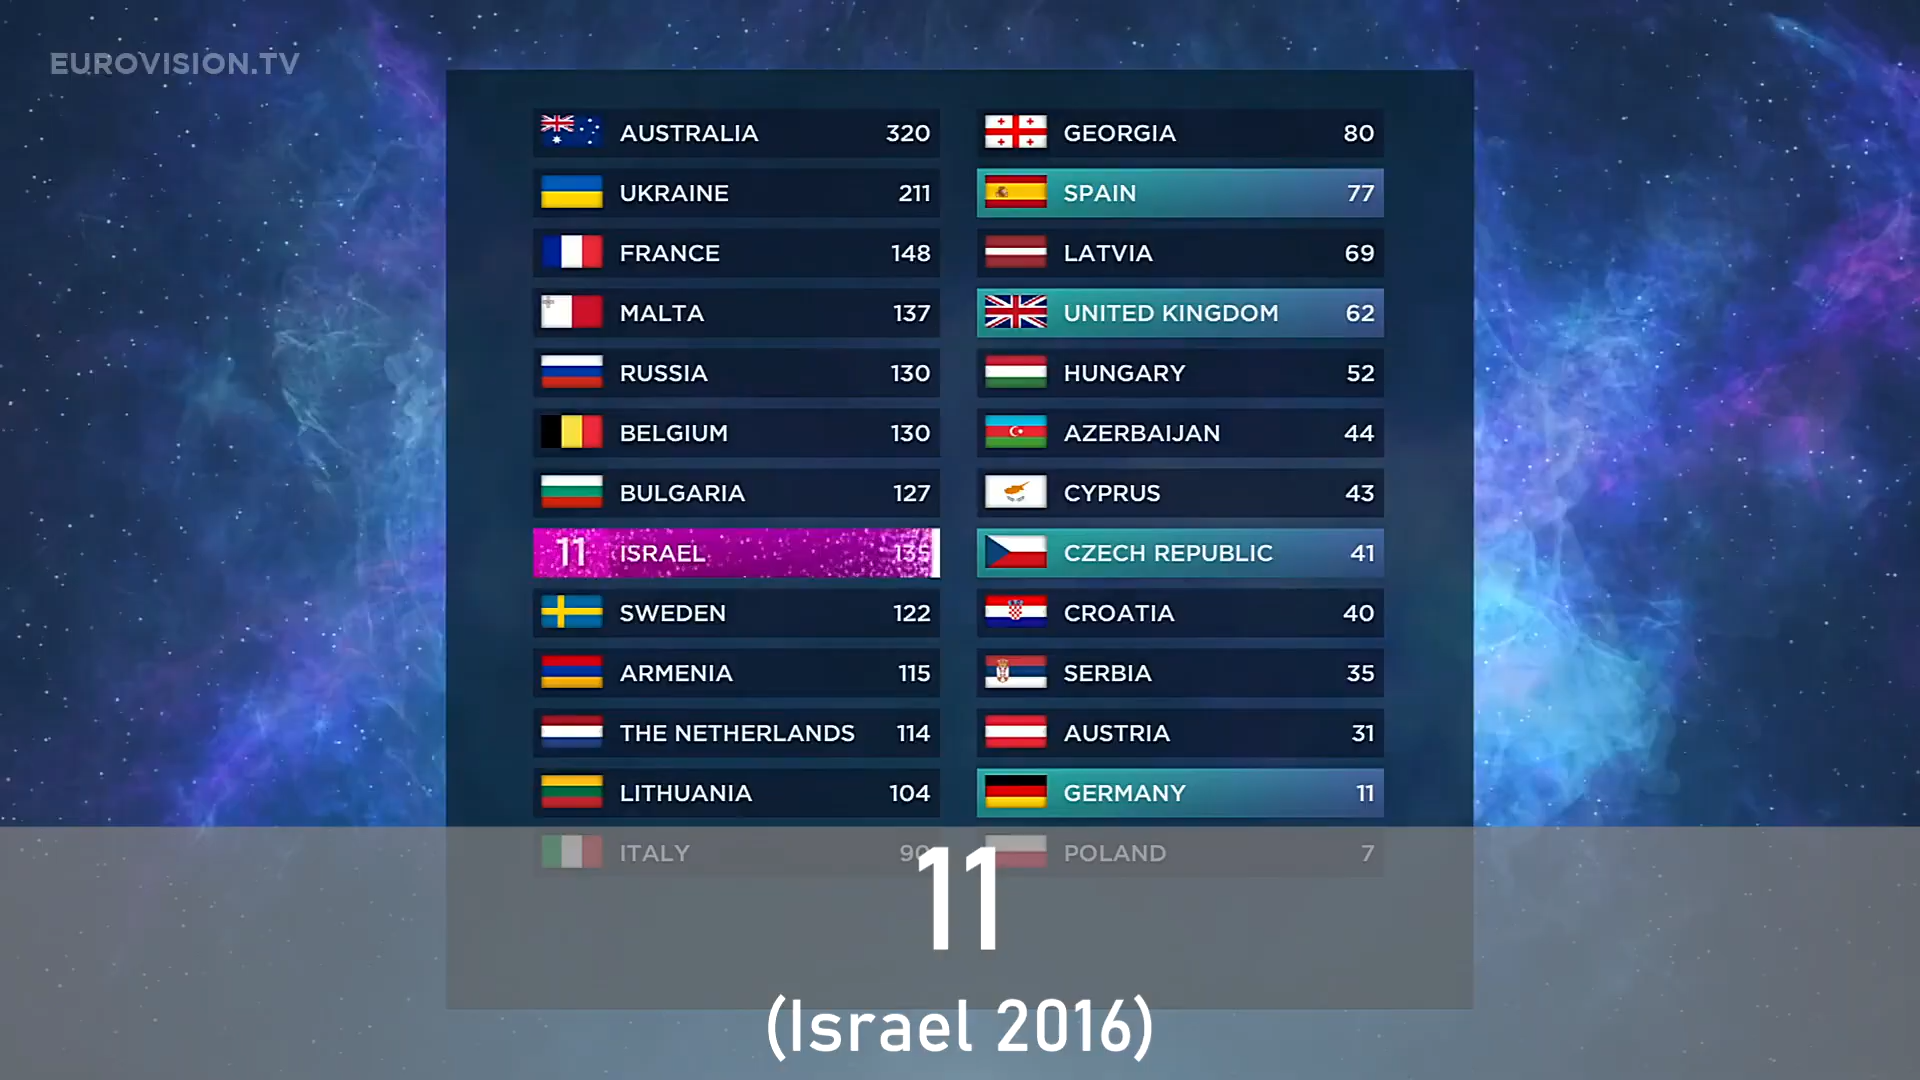 EUROVISION.TV
AUSTRALIA 320
UKRAINE 211
FRANCE 148
MALTA 137
RUSSIA 130
BELGIUM 130
BULGARIA 127
11 ISRAEL 135
SWEDEN 122
ARMENIA 115
THE NETHERLANDS 114
LITHUANIA 104
ITALY 90
GEORGIA 80
SPAIN 77
LATVIA 69
UNITED KINGDOM 62
HUNGARY 52
AZERBAIJAN 44
CYPRUS 43
CZECH REPUBLIC 41
CROATIA 40
SERBIA 35
AUSTRIA 31
GERMANY 11
POLAND 7
11
(Israel 2016)